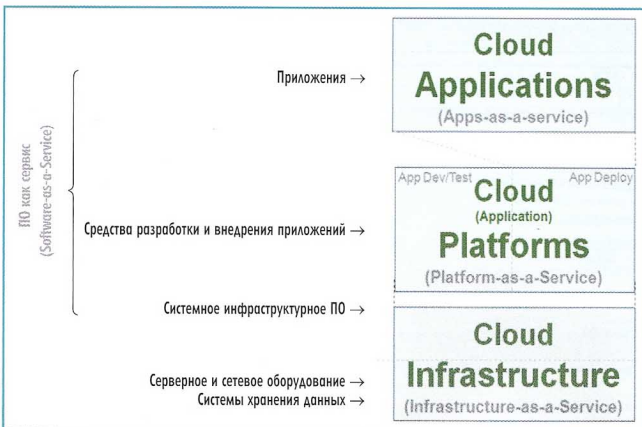 ПО как сервис
(Software-as-a-Service)
Приложения →
Cloud
Applications
(Apps-as-a-service)
Средства разработки и внедрения приложений →
App Dev/Test
App Deploy
Cloud
(Application)
Platforms
(Platform-as-a-Service)
Системное инфраструктурное ПО →
Серверное и сетевое оборудование →
Системы хранения данных →
Cloud
Infrastructure
(Infrastructure-as-a-Service)